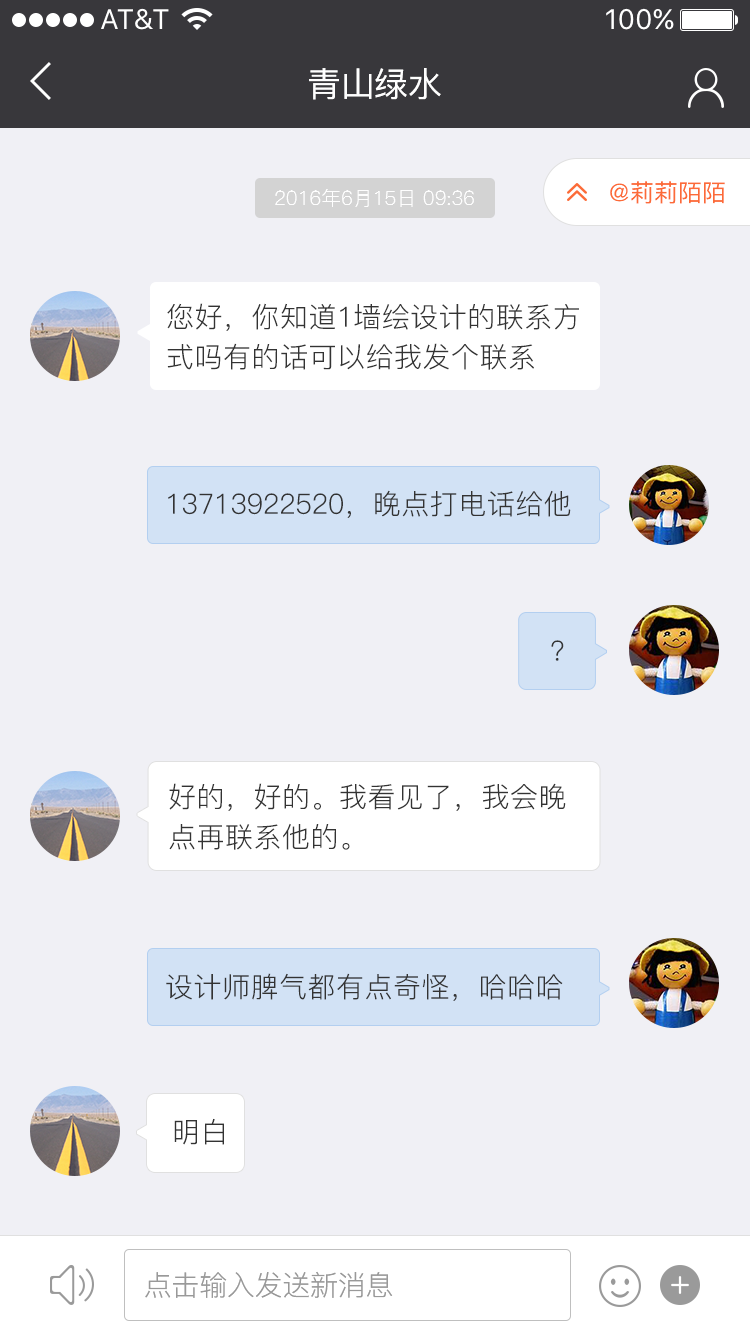 AT&T 100%
青山绿水
2016年6月15日 09:36
@莉莉陌陌
您好，你知道1墙绘设计的联系方
式吗有的话可以给我发个联系
13713922520，晚点打电话给他
？
好的，好的。我看见了，我会晚
点再联系他的。
设计师脾气都有点奇怪，哈哈哈
明白
点击输入发送新消息